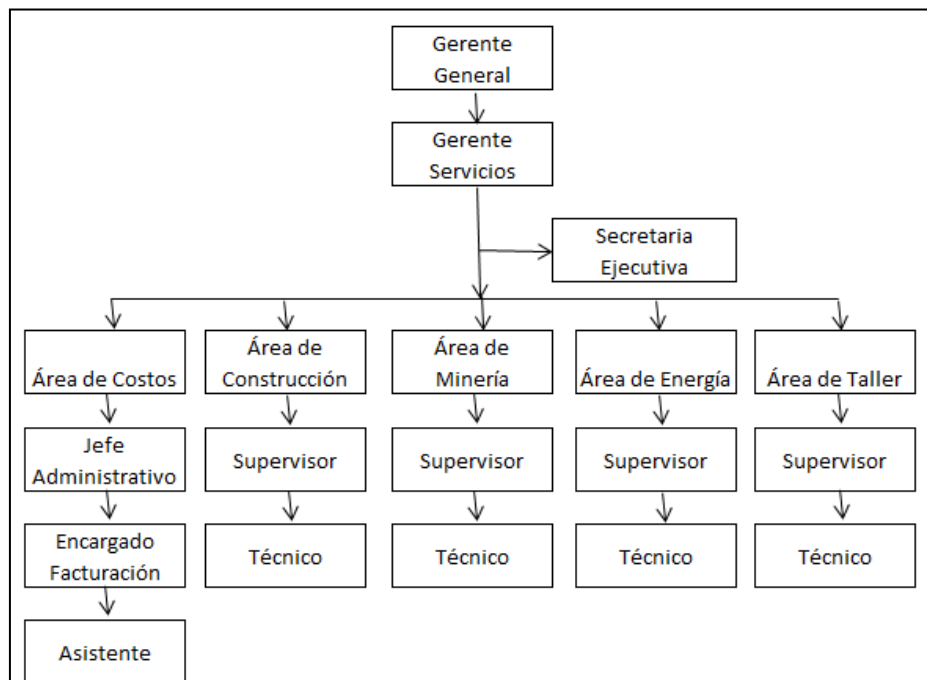 Gerente
General
Gerente
Servicios
Secretaria
Ejecutiva
Área de Costos
Área de
Construcción
Área de
Minería
Área de Energía
Área de Taller
Jefe
Administrativo
Supervisor
Supervisor
Supervisor
Supervisor
Encargado
Facturación
Técnico
Técnico
Técnico
Técnico
Asistente